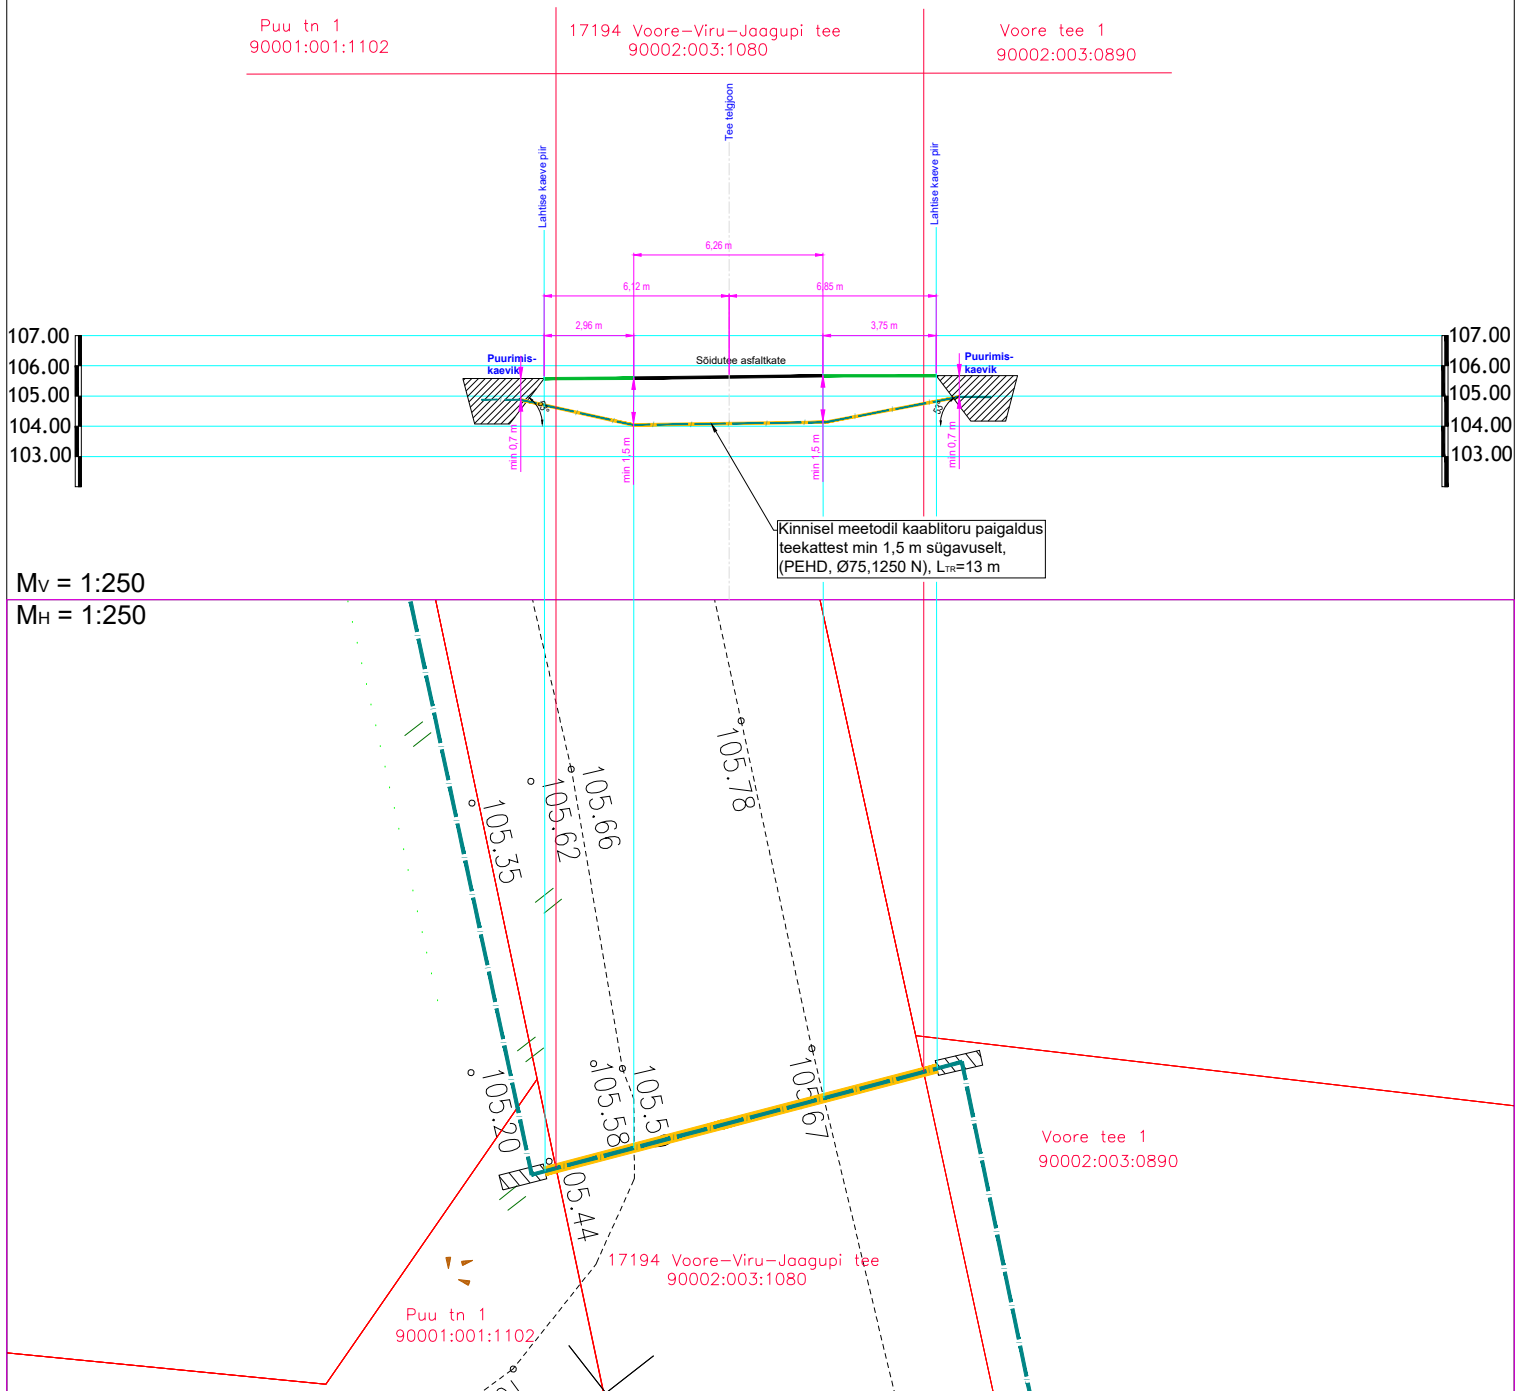 Puu tn 1
90001:001:1102
17194 Voore-Viru-Jaagupi tee
90002:003:1080
Voore tee 1
90002:003:0890
Tee telgjoon
Lahtise kaeve piir
Lahtise kaeve piir
6,26 m
6,12 m
6,85 m
2,96 m
3,75 m
107.00
106.00
105.00
104.00
103.00
107.00
106.00
105.00
104.00
103.00
Puurimis-
kaevik
Sõidutee asfaltkate
Puurimis-
kaevik
min 0,7 m
min 1,5 m
min 1,5 m
min 0,7 m
Kinnisel meetodil kaablitoru paigaldus
teekattest min 1,5 m sügavuselt,
(PEHD, Ø75,1250 N), LTR=13 m
MV = 1:250
MH = 1:250
105.78
105.66
105.62
105.35
105.67
105.5
105.58
105.20
05.44
Voore tee 1
90002:003:0890
17194 Voore-Viru-Jaagupi tee
90002:003:1080
Puu tn 1
90001:001:1102